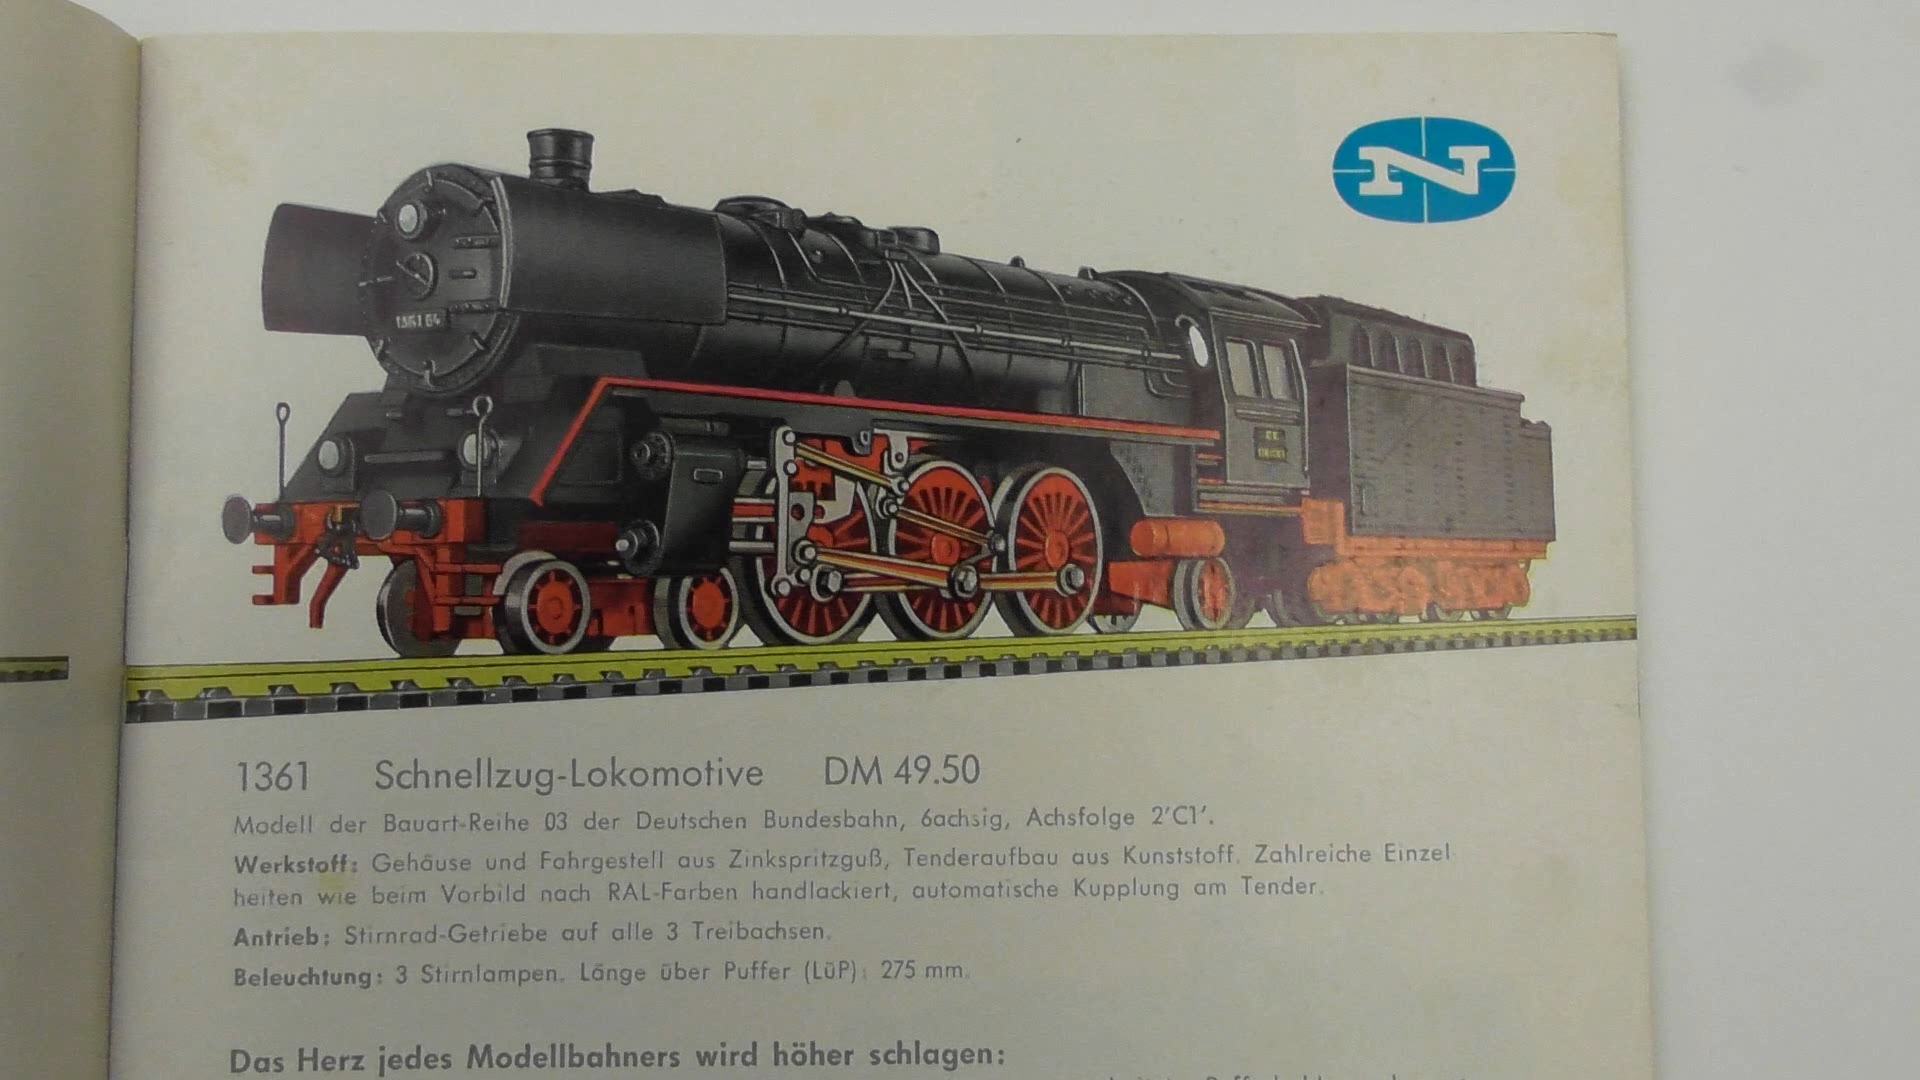 N
1361 64
1361 Schnellzug-Lokomotive DM 49.50
Modell der Bauart-Reihe 03 der Deutschen Bundesbahn, 6achsig, Achsfolge 2'C1'.
Werkstoff: Gehäuse und Fahrgestell aus Zinkspritzguß, Tenderaufbau aus Kunststoff. Zahlreiche Einzel
heiten wie beim Vorbild nach RAL-Farben handlackiert, automatische Kupplung am Tender.
Antrieb: Stirnrad-Getriebe auf alle 3 Treibachsen.
Beleuchtung: 3 Stirnlampen. Länge über Puffer (LüP): 275 mm.
Das Herz jedes Modellbahners wird höher schlagen: